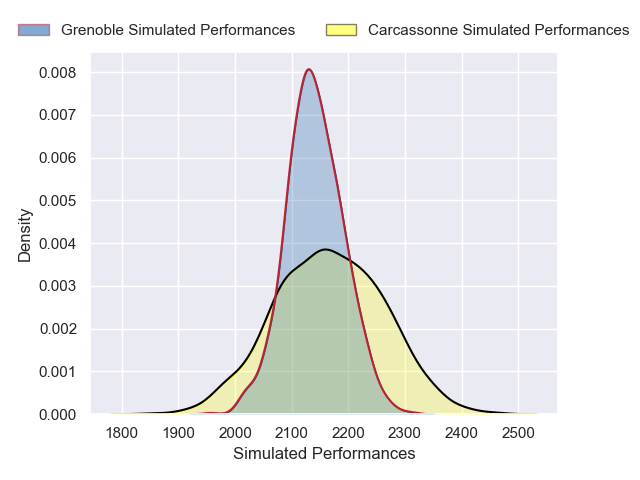 Grenoble Simulated Performances Carcassonne Simulated Performances
0.008
0.007
0.006
0.005
0.004
0.003
0.002
0.001
0.000
Density
1800 1900 2000 2100 2200 2300 2400 2500
Simulated Performances